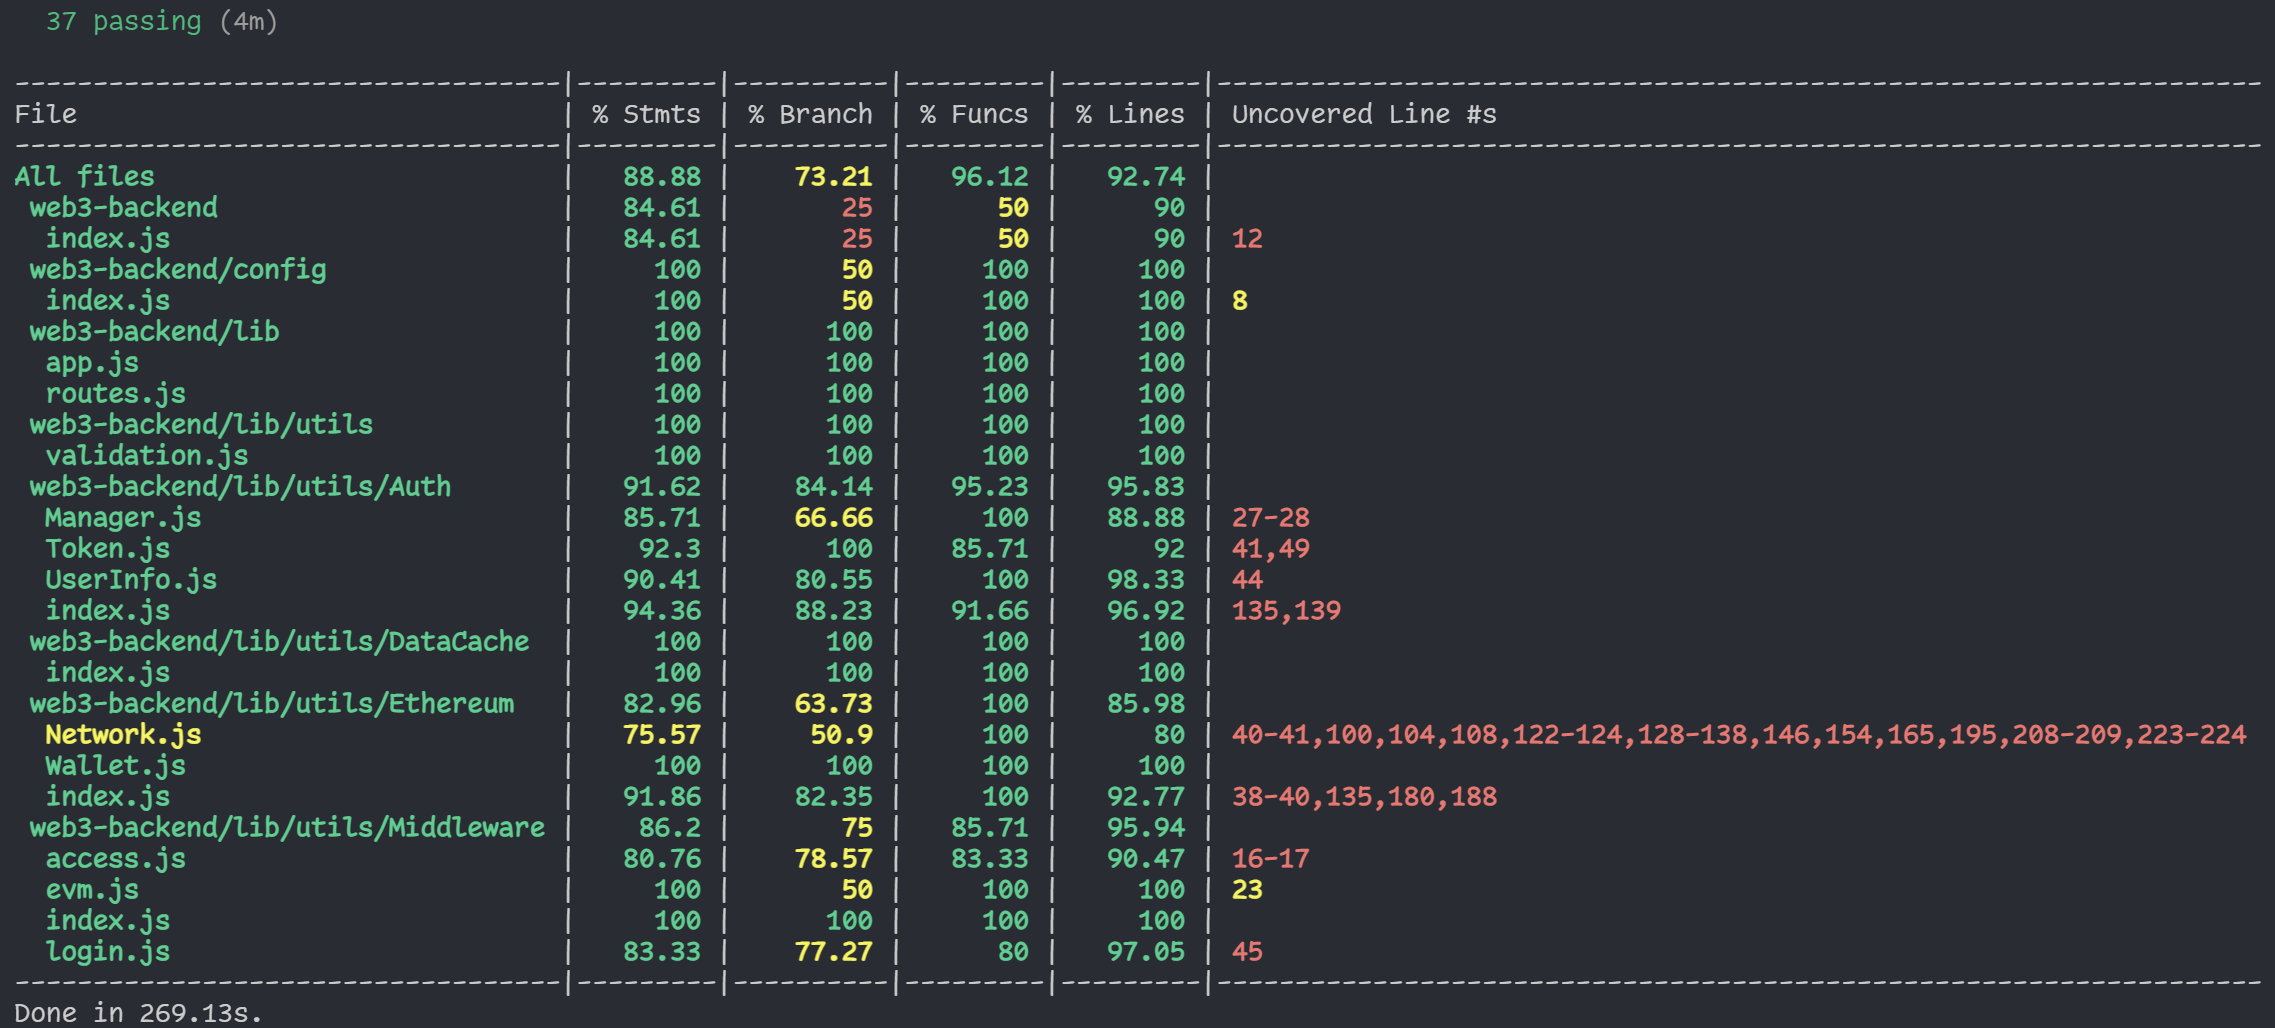 37 passing (4m)
---------------------------------|---------|----------|---------|---------|-------------------------------------------------------------------
File                             | % Stmts | % Branch | % Funcs | % Lines | Uncovered Line #s
---------------------------------|---------|----------|---------|---------|-------------------------------------------------------------------
All files                        |   88.88 |    73.21 |   96.12 |   92.74 |
 web3-backend                    |   84.61 |       25 |      50 |      90 |
  index.js                       |   84.61 |       25 |      50 |      90 | 12
 web3-backend/config             |     100 |       50 |     100 |     100 |
  index.js                       |     100 |       50 |     100 |     100 | 8
 web3-backend/lib                |     100 |      100 |     100 |     100 |
  app.js                         |     100 |      100 |     100 |     100 |
  routes.js                      |     100 |      100 |     100 |     100 |
 web3-backend/lib/utils          |     100 |      100 |     100 |     100 |
  validation.js                  |     100 |      100 |     100 |     100 |
 web3-backend/lib/utils/Auth     |   91.62 |    84.14 |   95.23 |   95.83 |
  Manager.js                     |   85.71 |    66.66 |     100 |   88.88 | 27-28
  Token.js                       |    92.3 |      100 |   85.71 |      92 | 41,49
  UserInfo.js                    |   90.41 |    80.55 |     100 |   98.33 | 44
  index.js                       |   94.36 |    88.23 |   91.66 |   96.92 | 135,139
 web3-backend/lib/utils/DataCache |     100 |      100 |     100 |     100 |
  index.js                       |     100 |      100 |     100 |     100 |
 web3-backend/lib/utils/Ethereum |   82.96 |    63.73 |     100 |   85.98 |
  Network.js                     |   75.57 |     50.9 |     100 |      80 | 40-41,100,104,108,122-124,128-138,146,154,165,195,208-209,223-224
  Wallet.js                      |     100 |      100 |     100 |     100 |
  index.js                       |   91.86 |    82.35 |     100 |   92.77 | 38-40,135,180,188
 web3-backend/lib/utils/Middleware |    86.2 |       75 |   85.71 |   95.94 |
  access.js                      |   80.76 |    78.57 |   83.33 |   90.47 | 16-17
  evm.js                         |     100 |       50 |     100 |     100 | 23
  index.js                       |     100 |      100 |     100 |     100 |
  login.js                       |   83.33 |    77.27 |      80 |   97.05 | 45
---------------------------------|---------|----------|---------|---------|-------------------------------------------------------------------
Done in 269.13s.